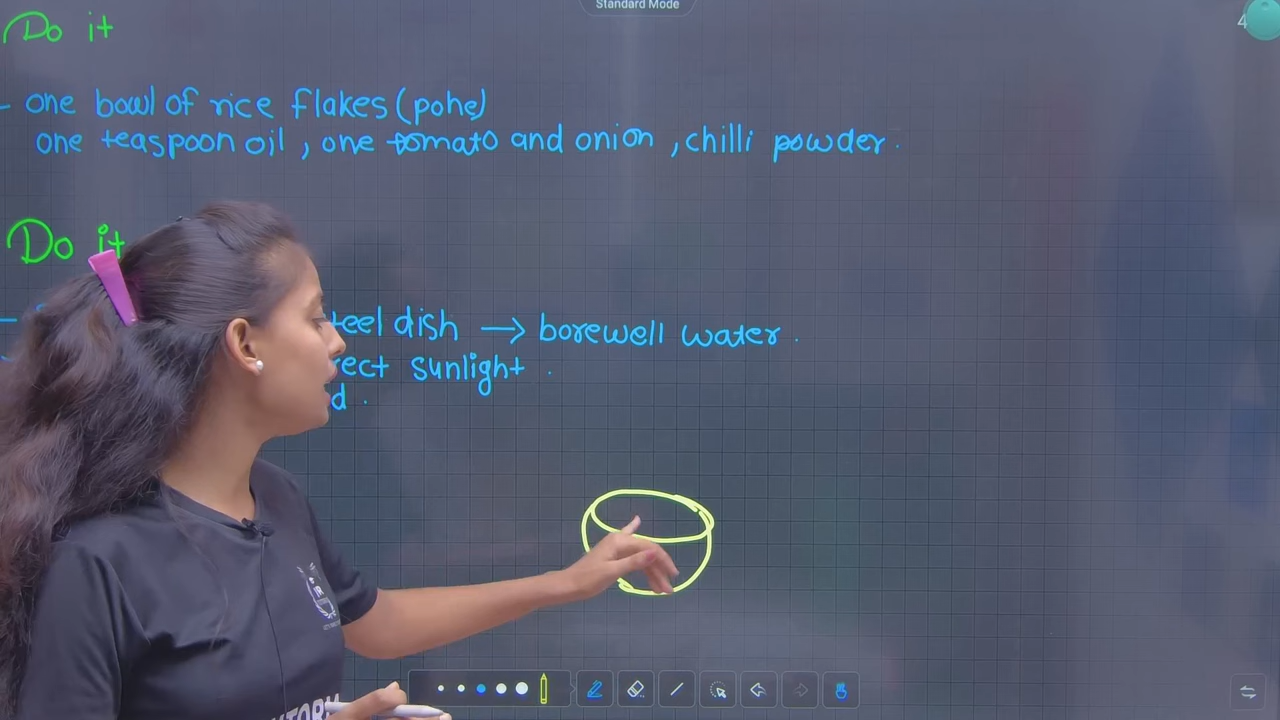 Standard Mode
4
Do it
- one bowl of rice flakes (pohe)
one teaspoon oil, one tomato and onion, chilli powder.
Do it
teel dish → borewell water.
rect sunlight.
d.